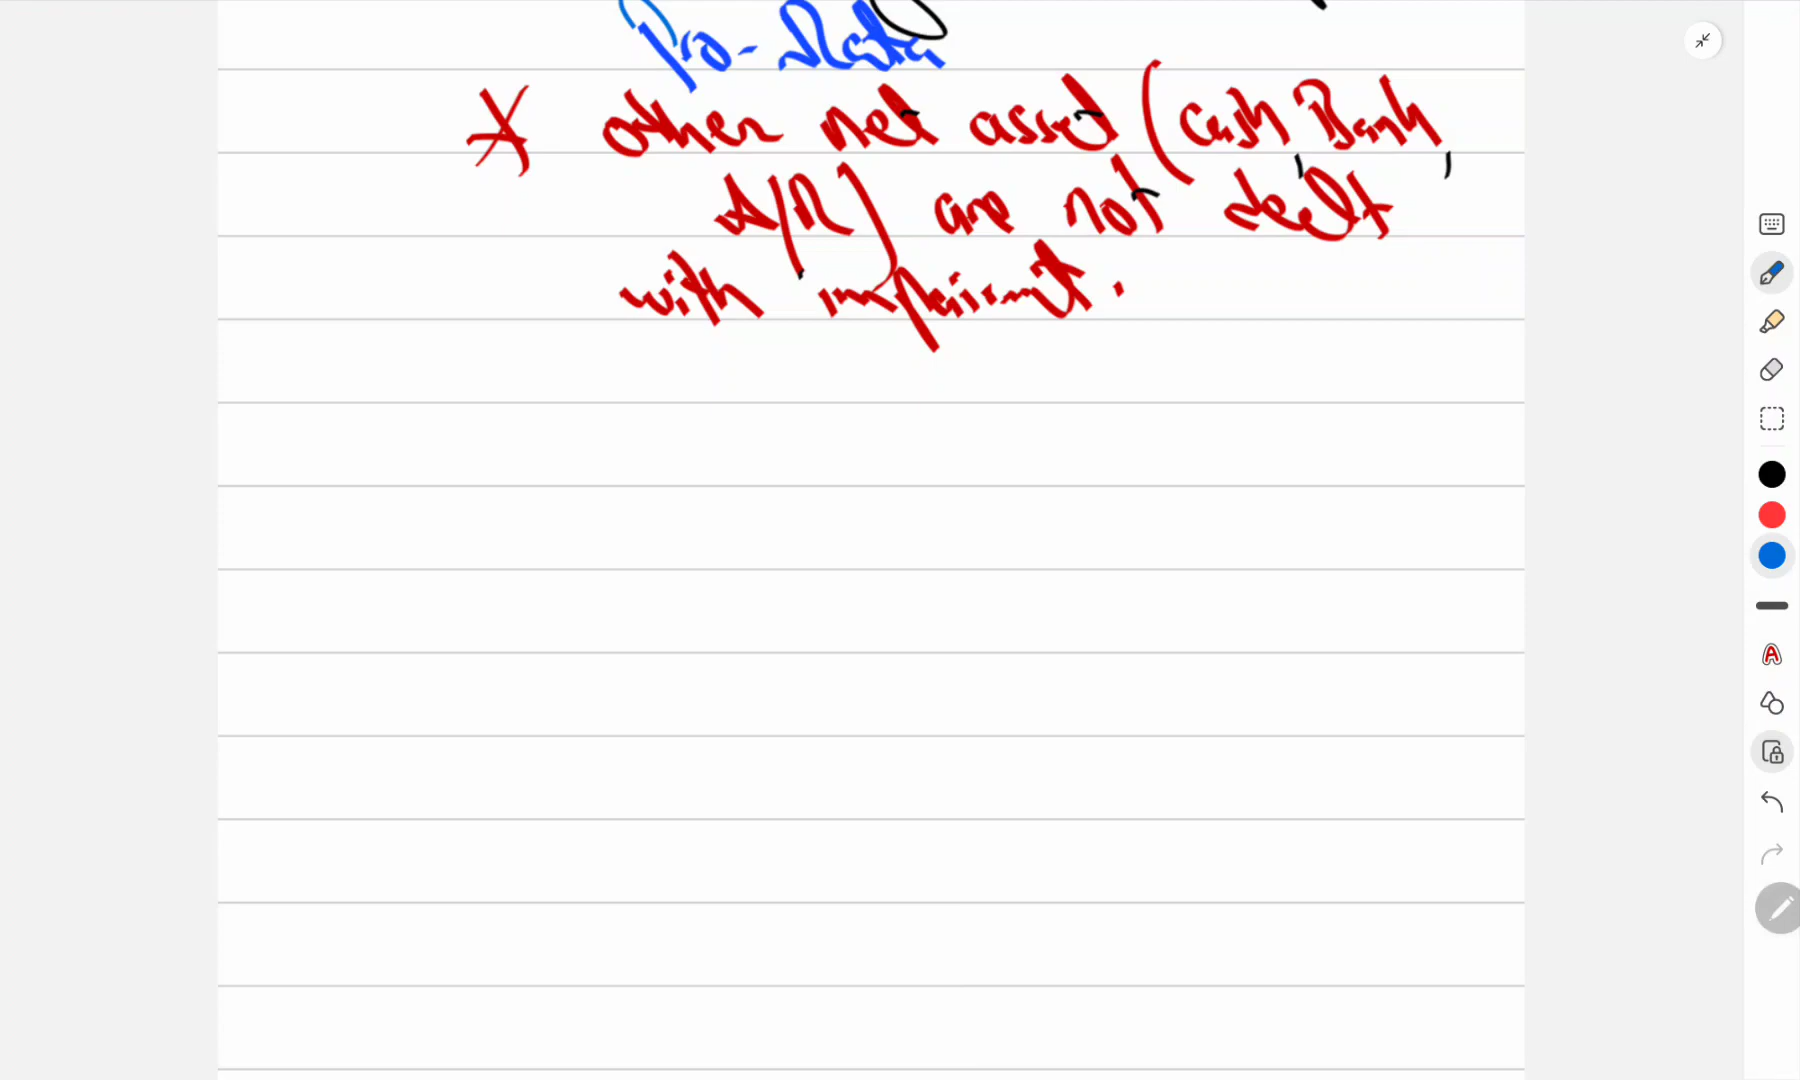 Pro-Rata
* other net asset (cash, Bank,
A/R) are not dealt
with impairment.